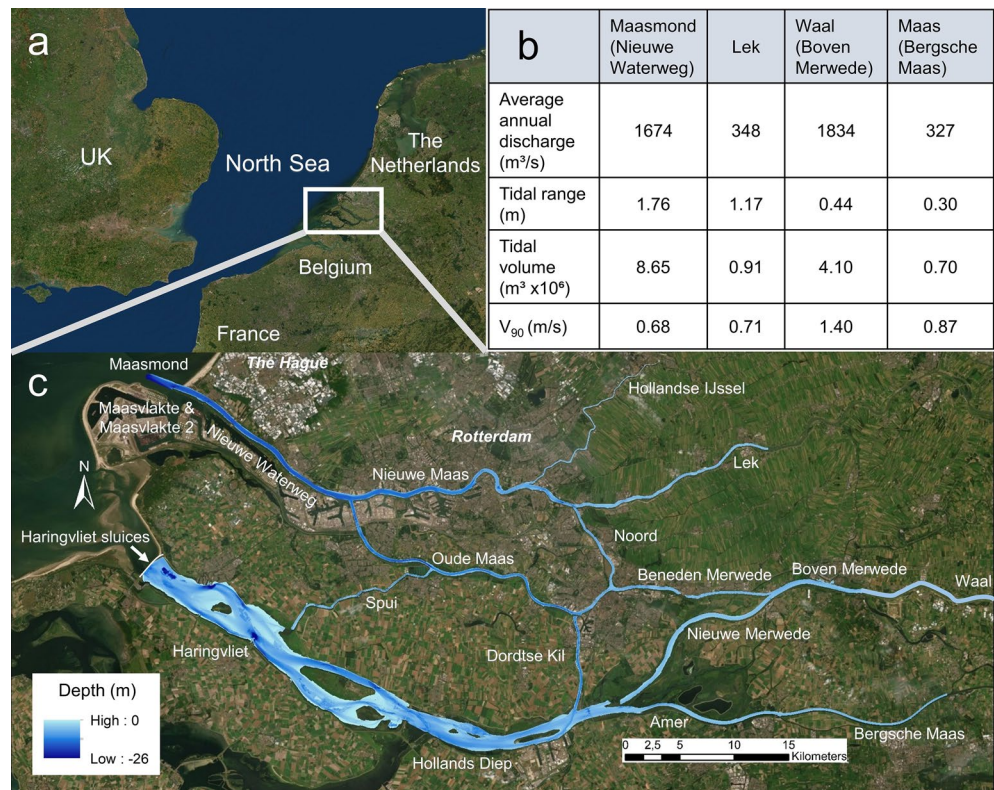 a
UK
North Sea
The
Netherlands
Belgium
France
b
Maasmond
(Nieuwe
Waterweg)
Lek
Waal
(Boven
Merwede)
Maas
(Bergsche
Maas)
Average
annual
discharge
(m³/s)
1674
348
1834
327
Tidal range
(m)
1.76
1.17
0.44
0.30
Tidal
volume
(m³ x10⁶)
8.65
0.91
4.10
0.70
V₉₀ (m/s)
0.68
0.71
1.40
0.87
c
Maasmond
The Hague
Maasvlakte &
Maasvlakte 2
Nieuwe Waterweg
Hollandse IJssel
Rotterdam
Nieuwe Maas
Lek
N
Haringvliet sluices
Noord
Oude Maas
Beneden Merwede
Boven Merwede
Waal
Spui
Nieuwe Merwede
Haringvliet
Dordtse Kil
Amer
Bergsche Maas
Hollands Diep
Depth (m)
High : 0
Low : -26
0 2,5 5 10 15
Kilometers